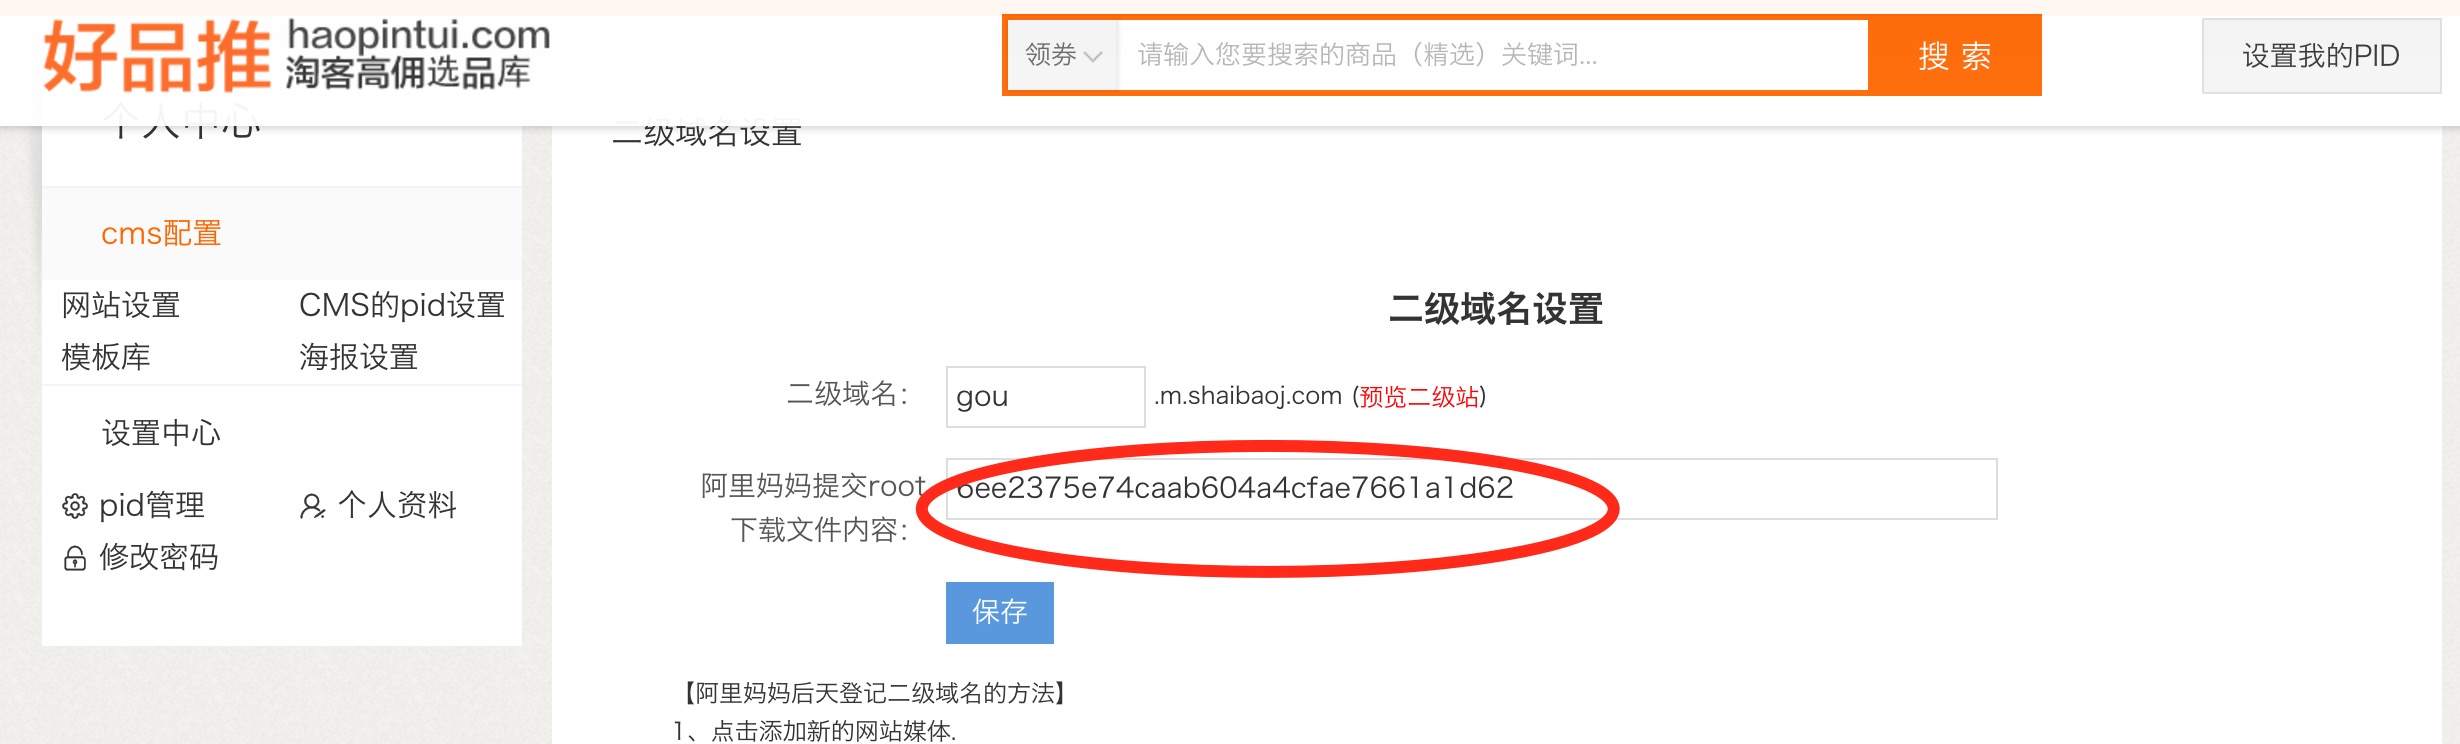 好品推 haopintui.com
淘客高佣选品库
领券
请输入您要搜索的商品（精选）关键词...
搜 索
设置我的PID
个人中心
cms配置
网站设置 CMS的pid设置
模板库 海报设置
设置中心
pid管理 个人资料
修改密码
二级域名设置
二级域名设置
二级域名： gou .m.shaibaoj.com (预览二级站)
阿里妈妈提交root 6ee2375e74caab604a4cfae7661a1d62
下载文件内容：
保存
【阿里妈妈后天登记二级域名的方法】
1、点击添加新的网站媒体.